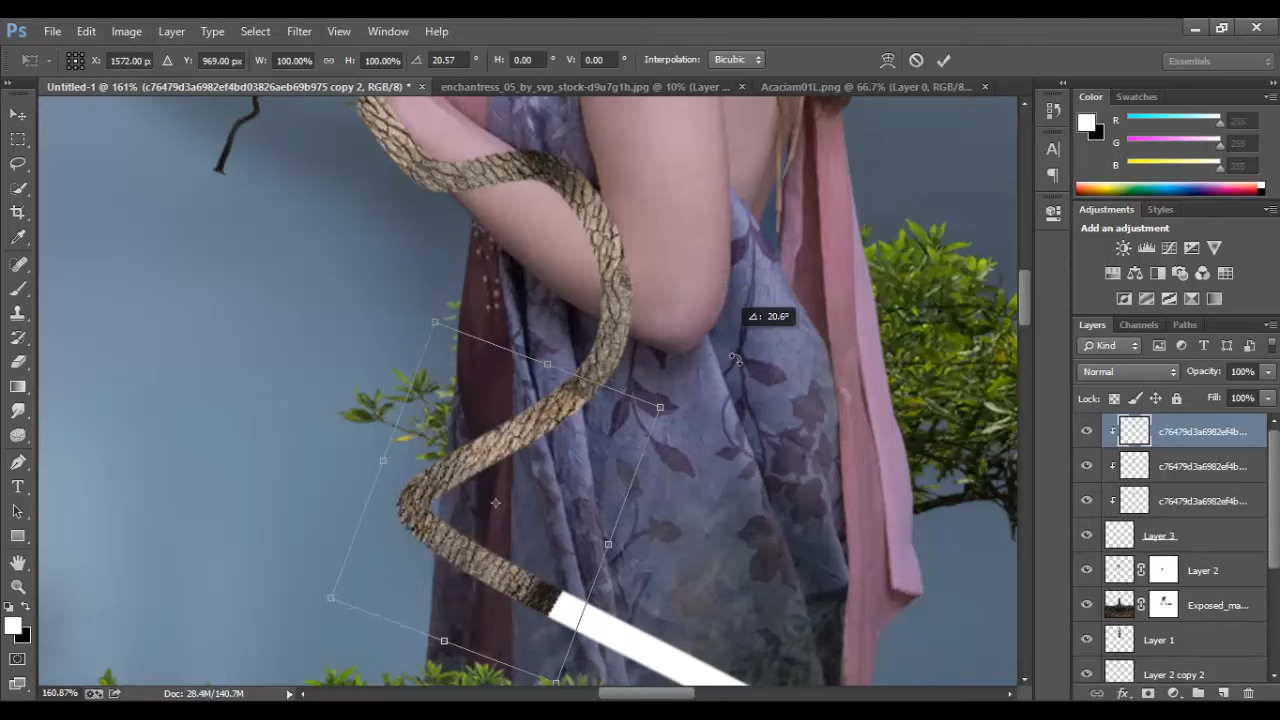 Ps File Edit Image Layer Type Select Filter View Window Help
X: 1572.00 px Y: 969.00 px W: 100.00% H: 100.00% 20.57 ° H: 0.00 ° V: 0.00 ° Interpolation: Bicubic Essentials
Untitled-1 @ 161% (c76479d3a6982ef4bd03826aeb69b975 copy 2, RGB/8) * × enchantress_05_by_svp_stock-d9u7g1h.jpg @ 10% (Layer ... × Acaciam01L.png @ 66.7% (Layer 0, RGB/8... ×
Color Swatches
R 255
G 255
B 255
Adjustments Styles
Add an adjustment
20.6°
Layers Channels Paths
Kind
Normal Opacity: 100%
Lock: Fill: 100%
c76479d3a6982ef4b...
c76479d3a6982ef4b...
c76479d3a6982ef4b...
Layer 3
Layer 2
Exposed_ma...
Layer 1
Layer 2 copy 2
160.87% Doc: 28.4M/140.7M